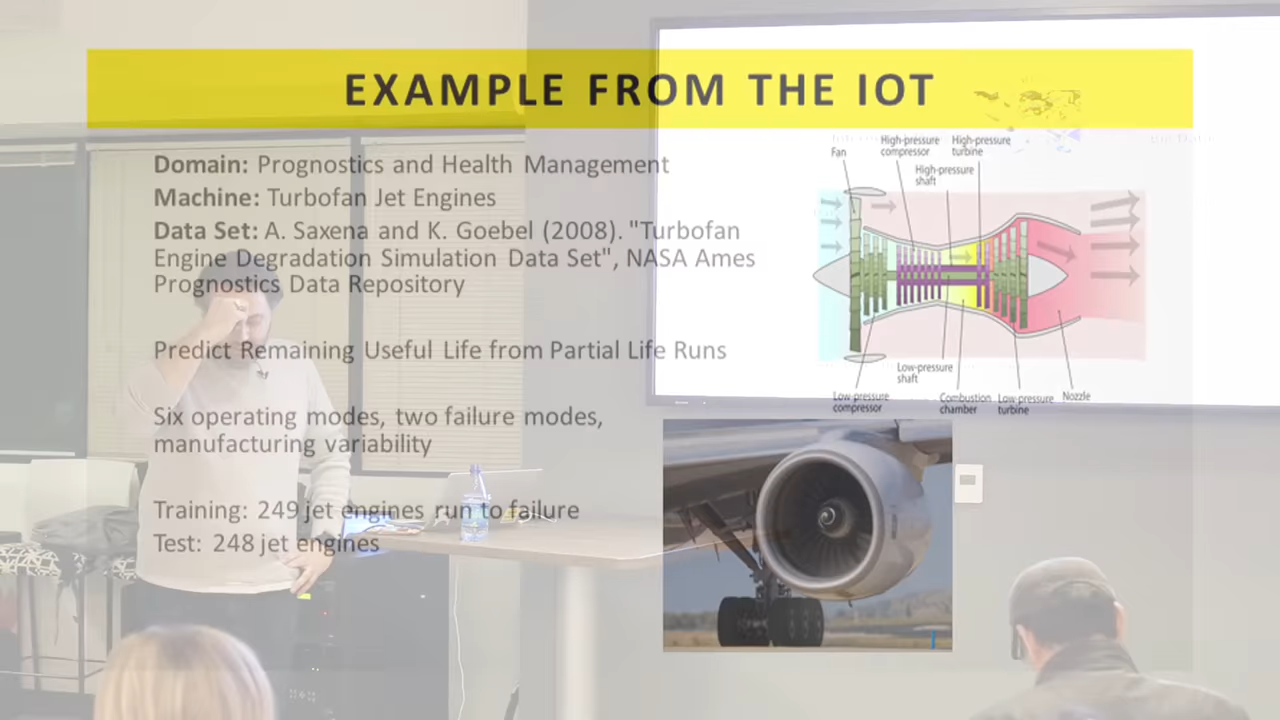 EXAMPLE FROM THE IOT
Domain: Prognostics and Health Management
Machine: Turbofan Jet Engines
Data Set: A. Saxena and K. Goebel (2008). "Turbofan
Engine Degradation Simulation Data Set", NASA Ames
Prognostics Data Repository
Predict Remaining Useful Life from Partial Life Runs
Six operating modes, two failure modes,
manufacturing variability
Training: 249 jet engines run to failure
Test: 248 jet engines
Fan
High-pressure
compressor
High-pressure
turbine
High-pressure
shaft
Low-pressure
shaft
Low-pressure
compressor
Combustion
chamber
Low-pressure
turbine
Nozzle